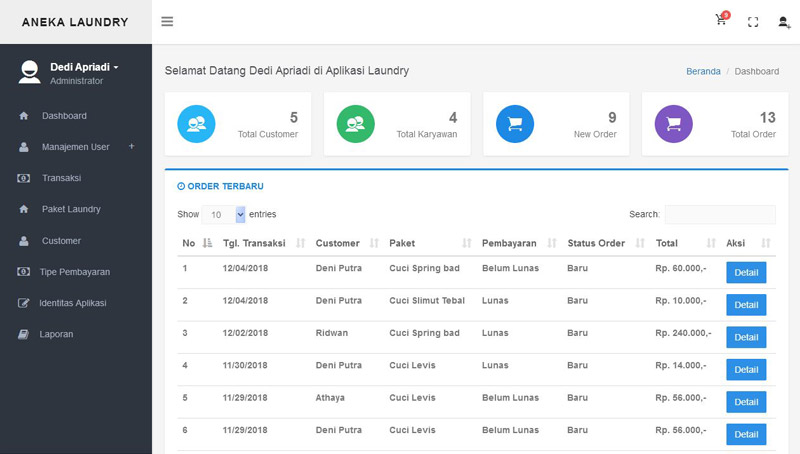 ANEKA LAUNDRY
9
Dedi Apriadi
Administrator
Dashboard
Manajemen User +
Transaksi
Paket Laundry
Customer
Tipe Pembayaran
Identitas Aplikasi
Laporan
Selamat Datang Dedi Apriadi di Aplikasi Laundry
Beranda / Dashboard
5
Total Customer
4
Total Karyawan
9
New Order
13
Total Order
ORDER TERBARU
Show 10 entries
Search:
No Tgl. Transaksi Customer Paket Pembayaran Status Order Total Aksi
1 12/04/2018 Deni Putra Cuci Spring bad Belum Lunas Baru Rp. 60.000,- Detail
2 12/04/2018 Deni Putra Cuci Slimut Tebal Lunas Baru Rp. 10.000,- Detail
3 12/02/2018 Ridwan Cuci Spring bad Lunas Baru Rp. 240.000,- Detail
4 11/30/2018 Deni Putra Cuci Levis Lunas Baru Rp. 14.000,- Detail
5 11/29/2018 Athaya Cuci Levis Belum Lunas Baru Rp. 56.000,- Detail
6 11/29/2018 Deni Putra Cuci Levis Belum Lunas Baru Rp. 56.000,- Detail